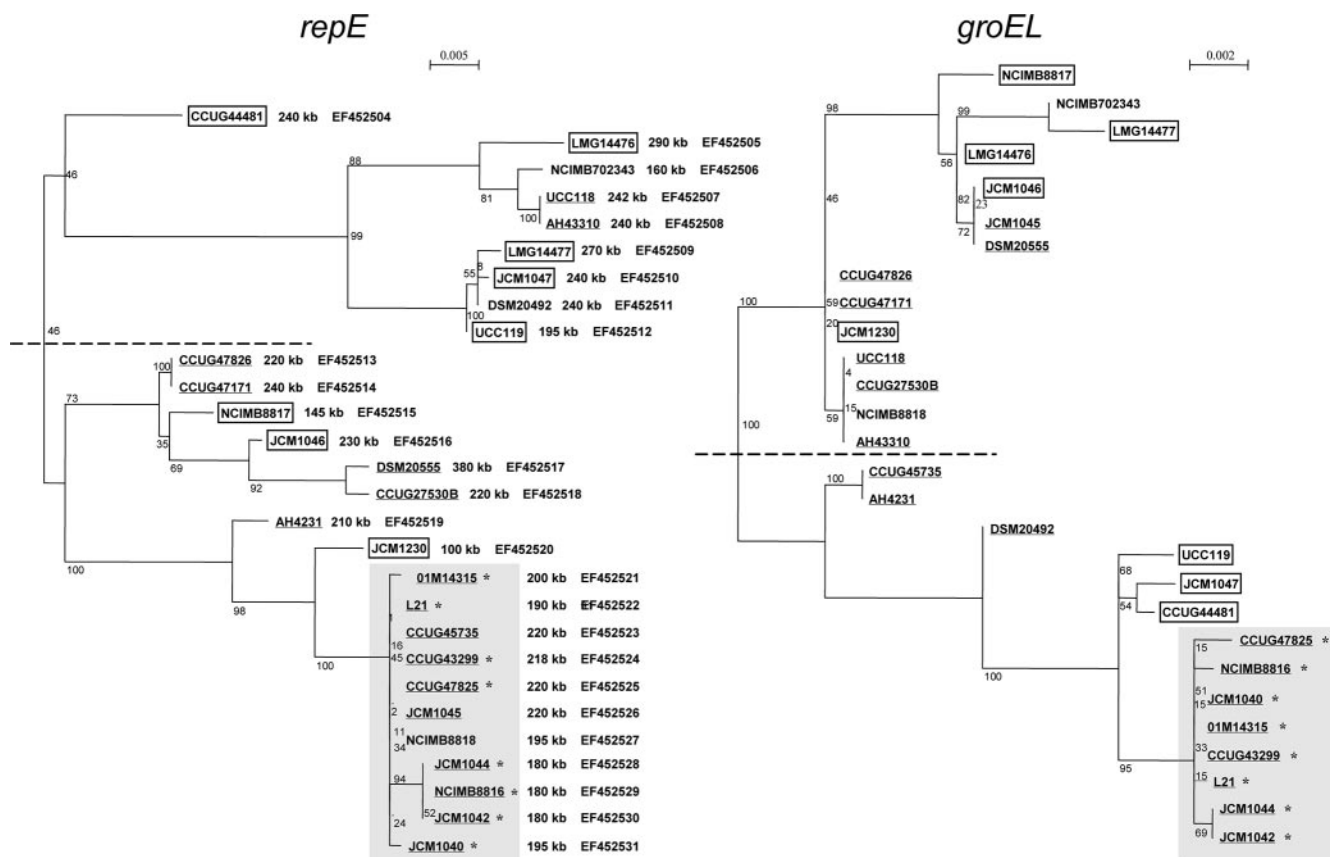 repE
0.005
CCUG44481 240 kb EF452504
46
88
LMG14476 290 kb EF452505
NCIMB702343 160 kb EF452506
81
UCC118 242 kb EF452507
100
AH43310 240 kb EF452508
99
LMG14477 270 kb EF452509
8
55
JCM1047 240 kb EF452510
DSM20492 240 kb EF452511
100
UCC119 195 kb EF452512
46
CCUG47826 220 kb EF452513
100
CCUG47171 240 kb EF452514
73
NCIMB8817 145 kb EF452515
35
JCM1046 230 kb EF452516
69
DSM20555 380 kb EF452517
92
CCUG27530B 220 kb EF452518
AH4231 210 kb EF452519
100
JCM1230 100 kb EF452520
98
01M14315 * 200 kb EF452521
L21 * 190 kb EF452522
CCUG45735 220 kb EF452523
16
45
CCUG43299 * 218 kb EF452524
100
CCUG47825 * 220 kb EF452525
2
JCM1045 220 kb EF452526
11
34
NCIMB8818 195 kb EF452527
JCM1044 * 180 kb EF452528
94
NCIMB8816 * 180 kb EF452529
52
JCM1042 * 180 kb EF452530
24
JCM1040 * 195 kb EF452531
groEL
0.002
NCIMB8817
98
99
NCIMB702343
LMG14477
56
LMG14476
82
23
JCM1046
72
JCM1045
DSM20555
46
CCUG47826
100
59
CCUG47171
20
JCM1230
UCC118
4
CCUG27530B
15
59
NCIMB8818
100
AH43310
CCUG45735
100
AH4231
DSM20492
UCC119
68
JCM1047
54
CCUG44481
CCUG47825 *
15
100
NCIMB8816 *
51
15
JCM1040 *
01M14315 *
33
CCUG43299 *
95
15
L21 *
JCM1044 *
69
JCM1042 *